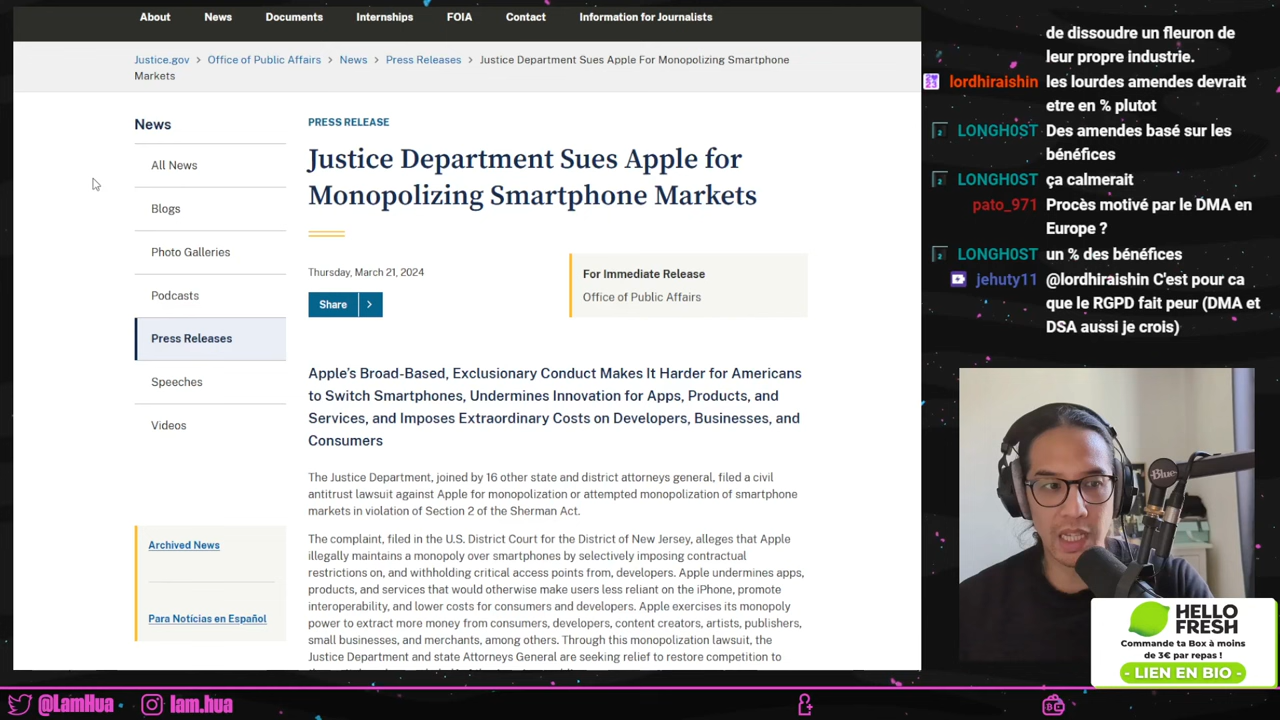 About News Documents Internships FOIA Contact Information for Journalists
Justice.gov > Office of Public Affairs > News > Press Releases > Justice Department Sues Apple For Monopolizing Smartphone
Markets
News
All News
Blogs
Photo Galleries
Podcasts
Press Releases
Speeches
Videos
Archived News
Para Notícias en Español
PRESS RELEASE
Justice Department Sues Apple for
Monopolizing Smartphone Markets
Thursday, March 21, 2024
Share >
For Immediate Release
Office of Public Affairs
Apple’s Broad-Based, Exclusionary Conduct Makes It Harder for Americans
to Switch Smartphones, Undermines Innovation for Apps, Products, and
Services, and Imposes Extraordinary Costs on Developers, Businesses, and
Consumers
The Justice Department, joined by 16 other state and district attorneys general, filed a civil
antitrust lawsuit against Apple for monopolization or attempted monopolization of smartphone
markets in violation of Section 2 of the Sherman Act.
The complaint, filed in the U.S. District Court for the District of New Jersey, alleges that Apple
illegally maintains a monopoly over smartphones by selectively imposing contractual
restrictions on, and withholding critical access points from, developers. Apple undermines apps,
products, and services that would otherwise make users less reliant on the iPhone, promote
interoperability, and lower costs for consumers and developers. Apple exercises its monopoly
power to extract more money from consumers, developers, content creators, artists, publishers,
small businesses, and merchants, among others. Through this monopolization lawsuit, the
Justice Department and state Attorneys General are seeking relief to restore competition to
de dissoudre un fleuron de
leur propre industrie.
lordhiraishin les lourdes amendes devrait
etre en % plutot
LONGH0ST Des amendes basé sur les
bénéfices
LONGH0ST ça calmerait
pato_971 Procès motivé par le DMA en
Europe ?
LONGH0ST un % des bénéfices
jehuty11 @lordhiraishin C'est pour ca
que le RGPD fait peur (DMA et
DSA aussi je crois)
Blue
HELLO
FRESH
Commande ta Box à moins
de 3€ par repas !
- LIEN EN BIO -
@LamHua lam.hua